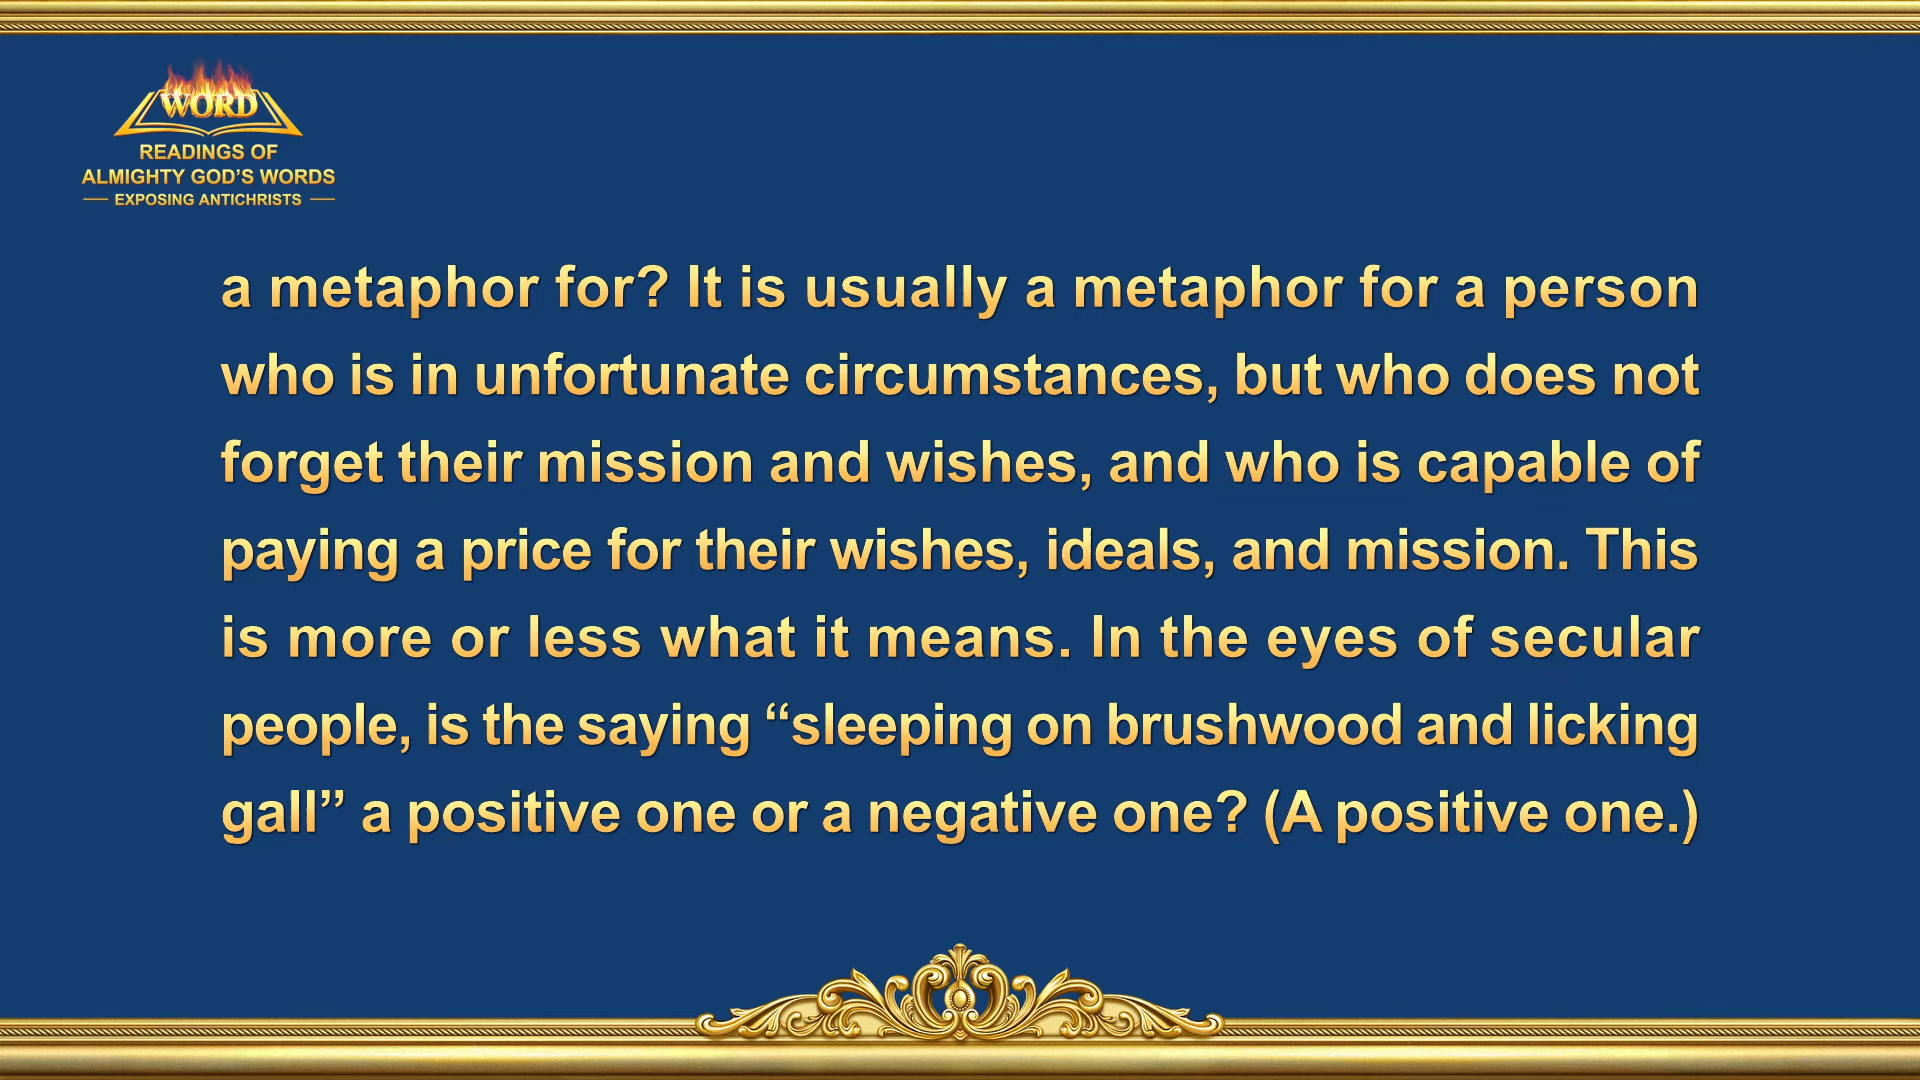 WORD
READINGS OF
ALMIGHTY GOD’S WORDS
EXPOSING ANTICHRISTS
a metaphor for? It is usually a metaphor for a person
who is in unfortunate circumstances, but who does not
forget their mission and wishes, and who is capable of
paying a price for their wishes, ideals, and mission. This
is more or less what it means. In the eyes of secular
people, is the saying “sleeping on brushwood and licking
gall” a positive one or a negative one? (A positive one.)